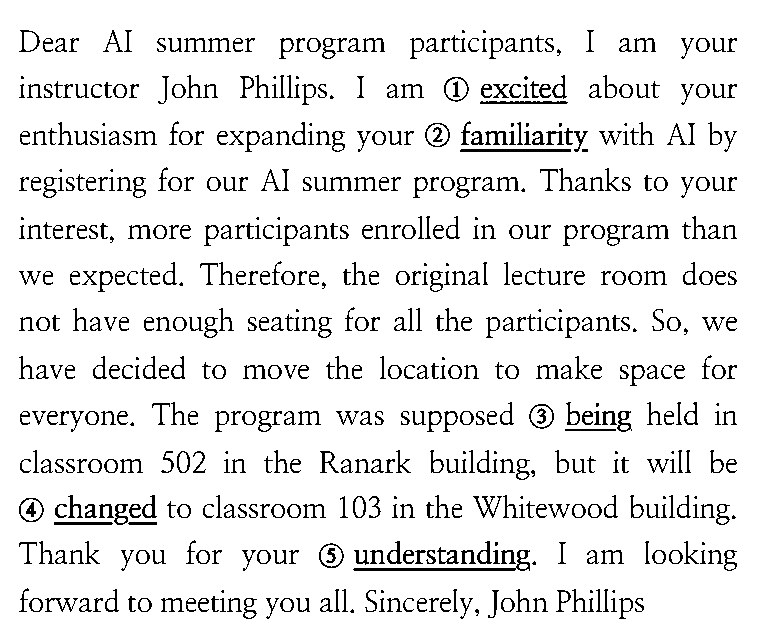 Dear AI summer program participants, I am your
instructor John Phillips. I am ① excited about your
enthusiasm for expanding your ② familiarity with AI by
registering for our AI summer program. Thanks to your
interest, more participants enrolled in our program than
we expected. Therefore, the original lecture room does
not have enough seating for all the participants. So, we
have decided to move the location to make space for
everyone. The program was supposed ③ being held in
classroom 502 in the Ranark building, but it will be
④ changed to classroom 103 in the Whitewood building.
Thank you for your ⑤ understanding. I am looking
forward to meeting you all. Sincerely, John Phillips